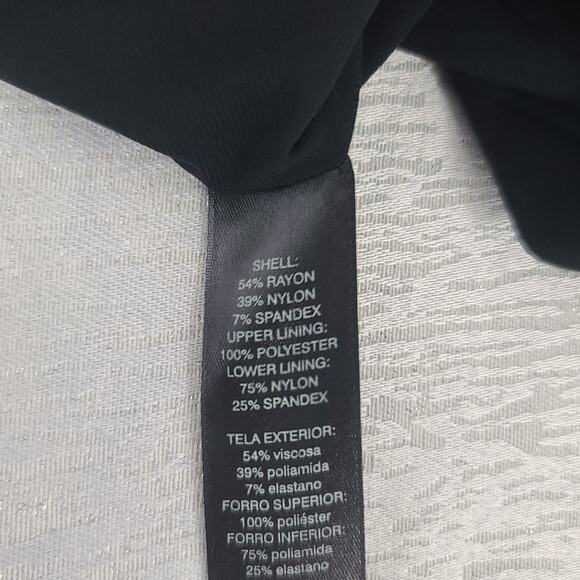 SHELL:
54% RAYON
39% NYLON
7% SPANDEX
UPPER LINING:
100% POLYESTER
LOWER LINING:
75% NYLON
25% SPANDEX
TELA EXTERIOR:
54% viscosa
39% poliamida
7% elastano
FORRO SUPERIOR:
100% poliéster
FORRO INFERIOR:
75% poliamida
25% elastano